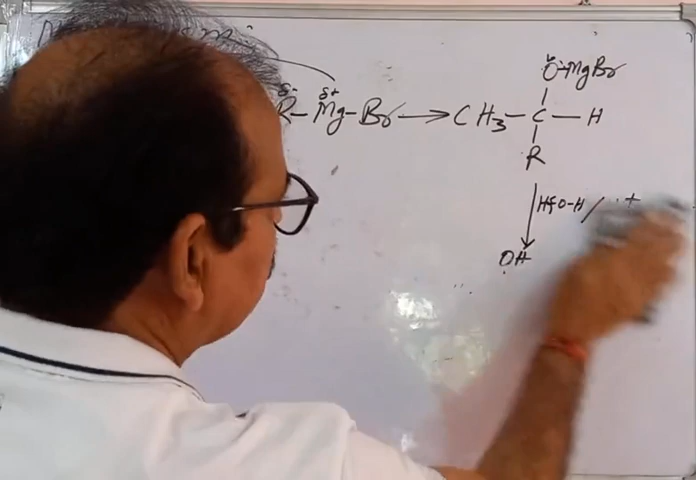 O-MgBr
δ- δ+
R-Mg-Br→CH3-C-H
R
H+O-H/ +
OH